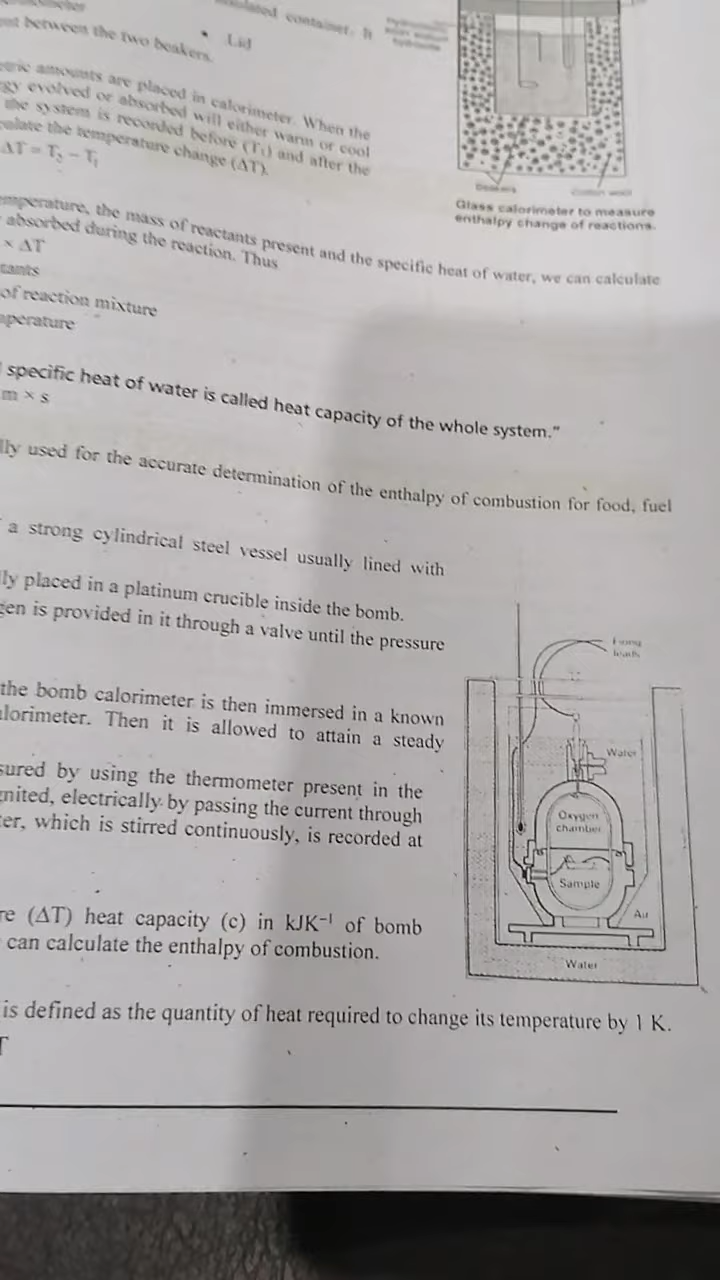 between the two beakers.
• Lid
container. It
amounts are placed in calorimeter. When the
evolved or absorbed will either warm or cool
the system is recorded before (T₁) and after the
the temperature change (ΔT).
ΔT = T₂ − T₁
Beakers
Cotton wool
Glass calorimeter to measure
enthalpy change of reactions.
emperature, the mass of reactants present and the specific heat of water, we can calculate
absorbed during the reaction. Thus
× ΔT
tants
of reaction mixture
perature
specific heat of water is called heat capacity of the whole system."
m × s
lly used for the accurate determination of the enthalpy of combustion for food, fuel
a strong cylindrical steel vessel usually lined with
lly placed in a platinum crucible inside the bomb.
gen is provided in it through a valve until the pressure
the bomb calorimeter is then immersed in a known
alorimeter. Then it is allowed to attain a steady
sured by using the thermometer present in the
gnited, electrically by passing the current through
ter, which is stirred continuously, is recorded at
re (ΔT) heat capacity (c) in kJK⁻¹ of bomb
can calculate the enthalpy of combustion.
leads
Water
Oxygen
chamber
Sample
Air
Water
is defined as the quantity of heat required to change its temperature by 1 K.
T